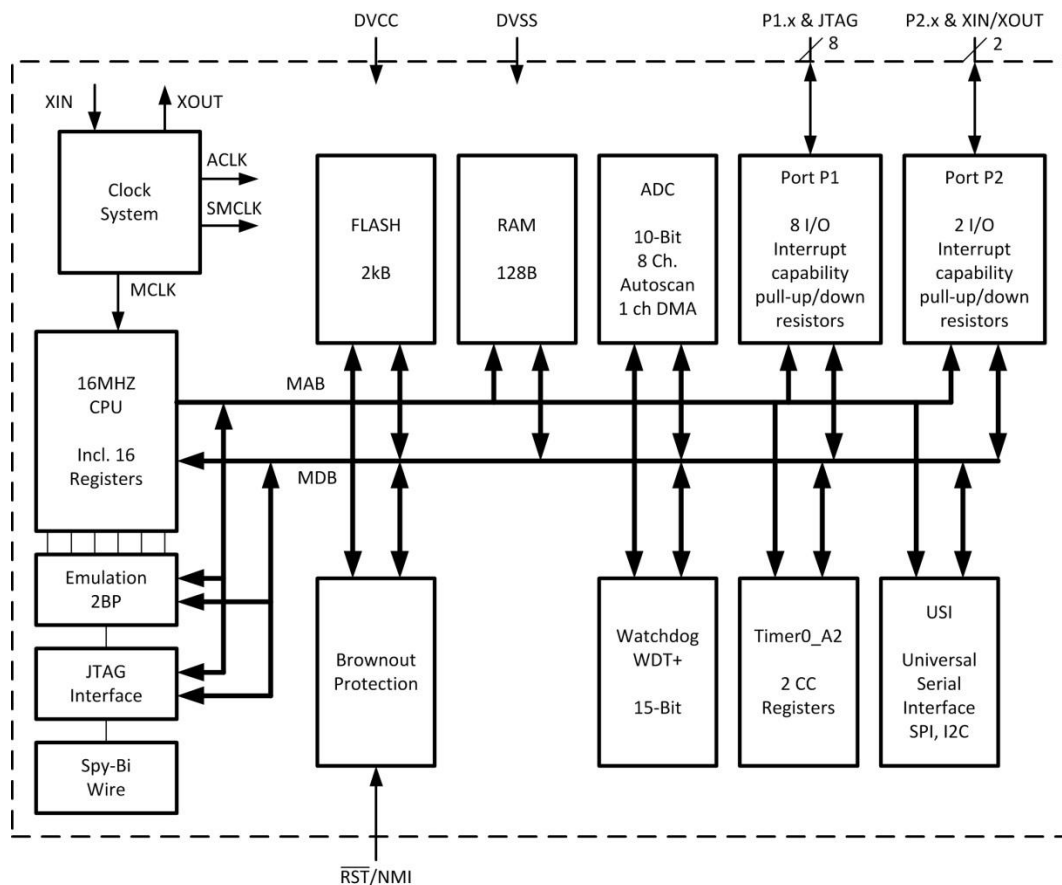 DVCC
DVSS
P1.x & JTAG
8
P2.x & XIN/XOUT
2
XIN
XOUT
Clock
System
ACLK
SMCLK
MCLK
FLASH
2kB
RAM
128B
ADC
10-Bit
8 Ch.
Autoscan
1 ch DMA
Port P1
8 I/O
Interrupt
capability
pull-up/down
resistors
Port P2
2 I/O
Interrupt
capability
pull-up/down
resistors
16MHZ
CPU
Incl. 16
Registers
MAB
MDB
Emulation
2BP
JTAG
Interface
Spy-Bi
Wire
Brownout
Protection
Watchdog
WDT+
15-Bit
Timer0_A2
2 CC
Registers
USI
Universal
Serial
Interface
SPI, I2C
RST/NMI